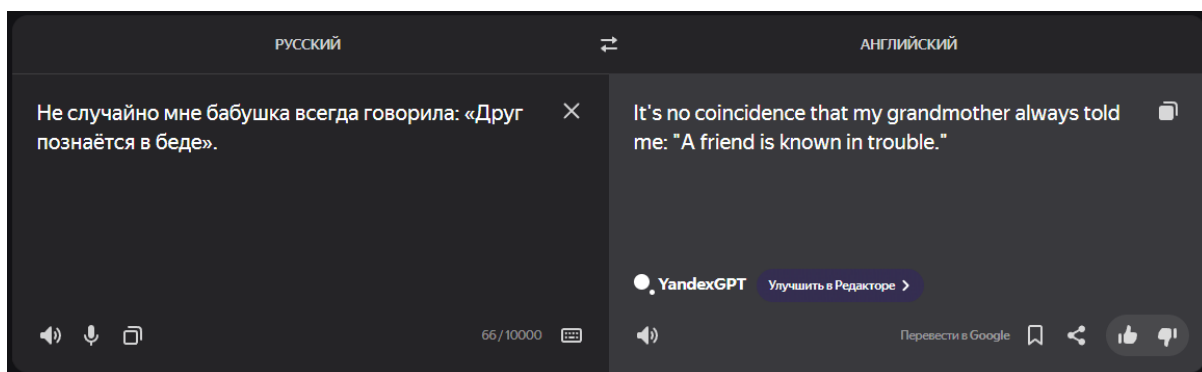 РУССКИЙ
АНГЛИЙСКИЙ
Не случайно мне бабушка всегда говорила: «Друг
познаётся в беде».
It's no coincidence that my grandmother always told
me: "A friend is known in trouble."
YandexGPT
Улучшить в Редакторе
66/10000
Перевести в Google